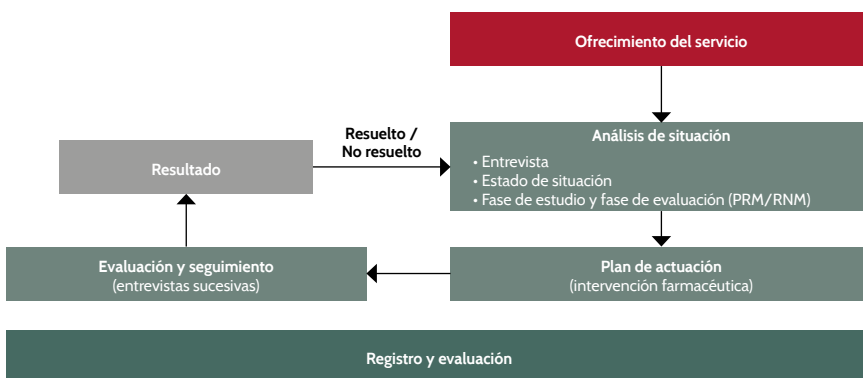 Ofrecimiento del servicio
Análisis de situación
• Entrevista
• Estado de situación
• Fase de estudio y fase de evaluación (PRM/RNM)
Resuelto /
No resuelto
Resultado
Plan de actuación
(intervención farmacéutica)
Evaluación y seguimiento
(entrevistas sucesivas)
Registro y evaluación